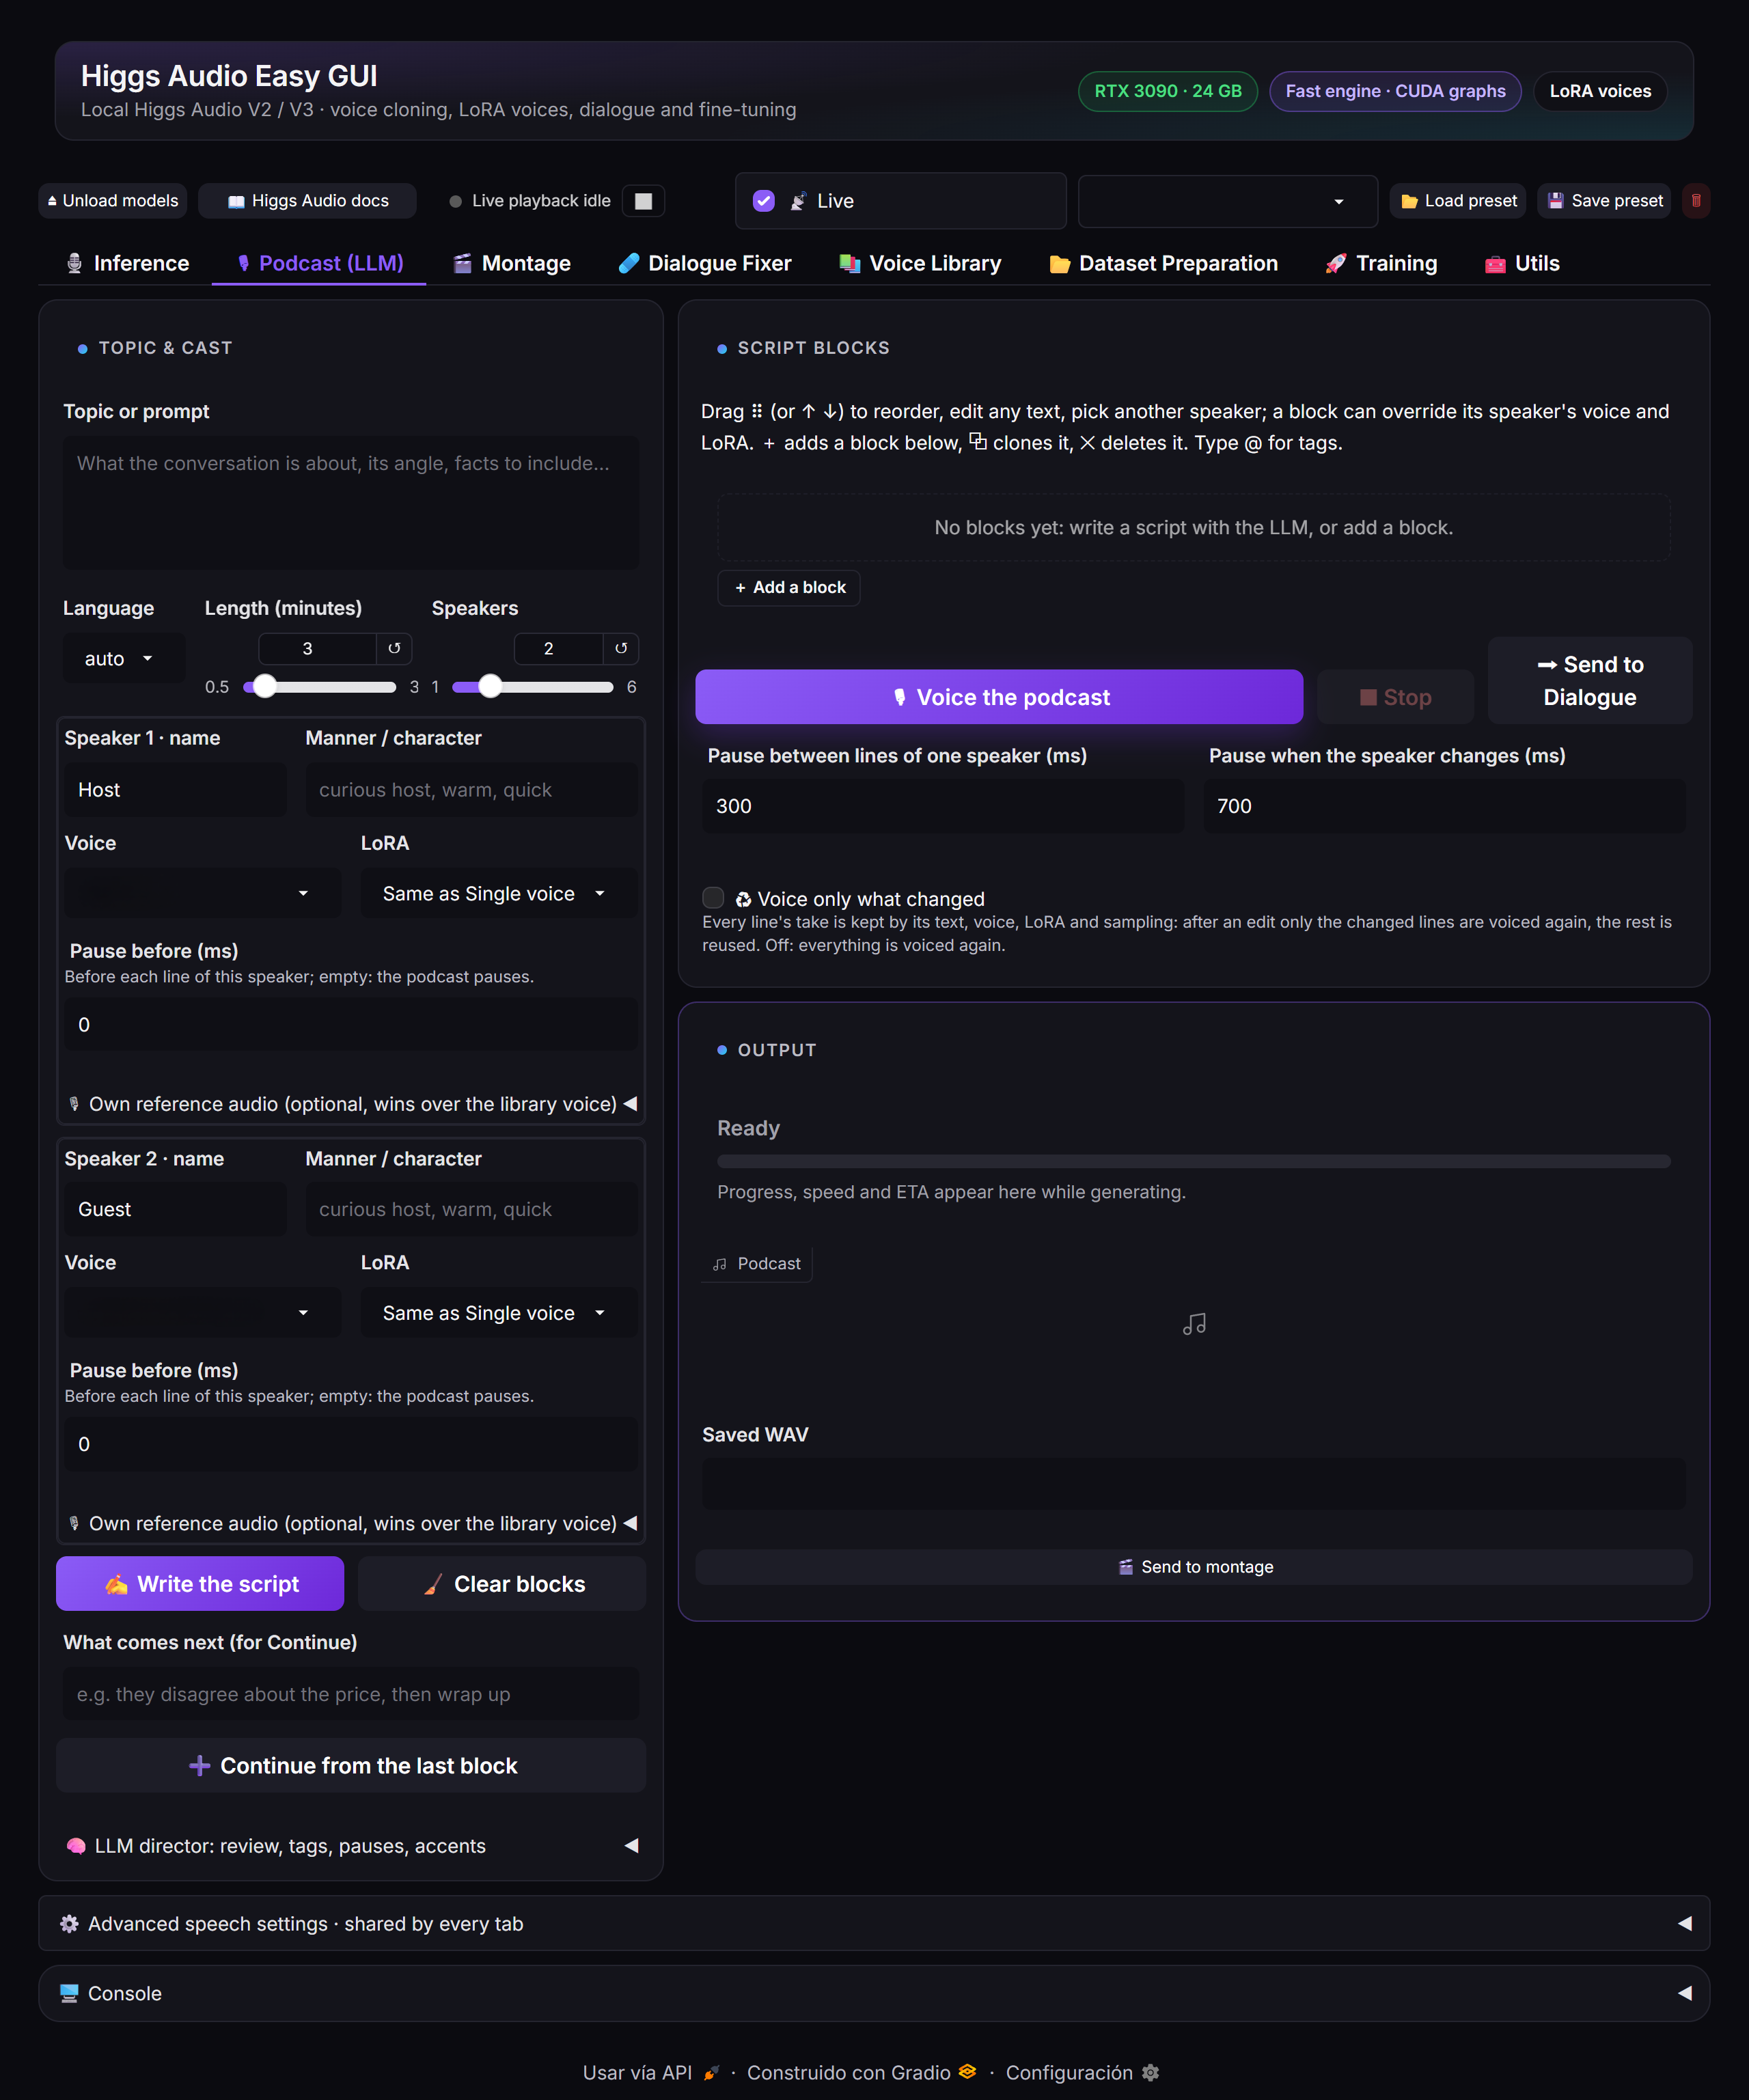 Higgs Audio Easy GUI
Local Higgs Audio V2 / V3 · voice cloning, LoRA voices, dialogue and fine-tuning
RTX 3090 · 24 GB
Fast engine · CUDA graphs
LoRA voices
Unload models
Higgs Audio docs
Live playback idle
Live
Load preset
Save preset
Inference
Podcast (LLM)
Montage
Dialogue Fixer
Voice Library
Dataset Preparation
Training
Utils
TOPIC & CAST
Topic or prompt
What the conversation is about, its angle, facts to include...
Language
Length (minutes)
Speakers
auto
3
2
0.5
3
1
6
Speaker 1 · name
Manner / character
Host
curious host, warm, quick
Voice
LoRA
Same as Single voice
Pause before (ms)
Before each line of this speaker; empty: the podcast pauses.
0
Own reference audio (optional, wins over the library voice)
Speaker 2 · name
Manner / character
Guest
curious host, warm, quick
Voice
LoRA
Same as Single voice
Pause before (ms)
Before each line of this speaker; empty: the podcast pauses.
0
Own reference audio (optional, wins over the library voice)
Write the script
Clear blocks
What comes next (for Continue)
e.g. they disagree about the price, then wrap up
Continue from the last block
LLM director: review, tags, pauses, accents
SCRIPT BLOCKS
Drag ⠿ (or ↑ ↓) to reorder, edit any text, pick another speaker; a block can override its speaker's voice and
LoRA. + adds a block below, ⿻ clones it, ✕ deletes it. Type @ for tags.
No blocks yet: write a script with the LLM, or add a block.
+ Add a block
Voice the podcast
Stop
➞ Send to
Dialogue
Pause between lines of one speaker (ms)
Pause when the speaker changes (ms)
300
700
Voice only what changed
Every line's take is kept by its text, voice, LoRA and sampling: after an edit only the changed lines are voiced again, the rest is
reused. Off: everything is voiced again.
OUTPUT
Ready
Progress, speed and ETA appear here while generating.
Podcast
Saved WAV
Send to montage
Advanced speech settings · shared by every tab
Console
Usar vía API · Construido con Gradio · Configuración